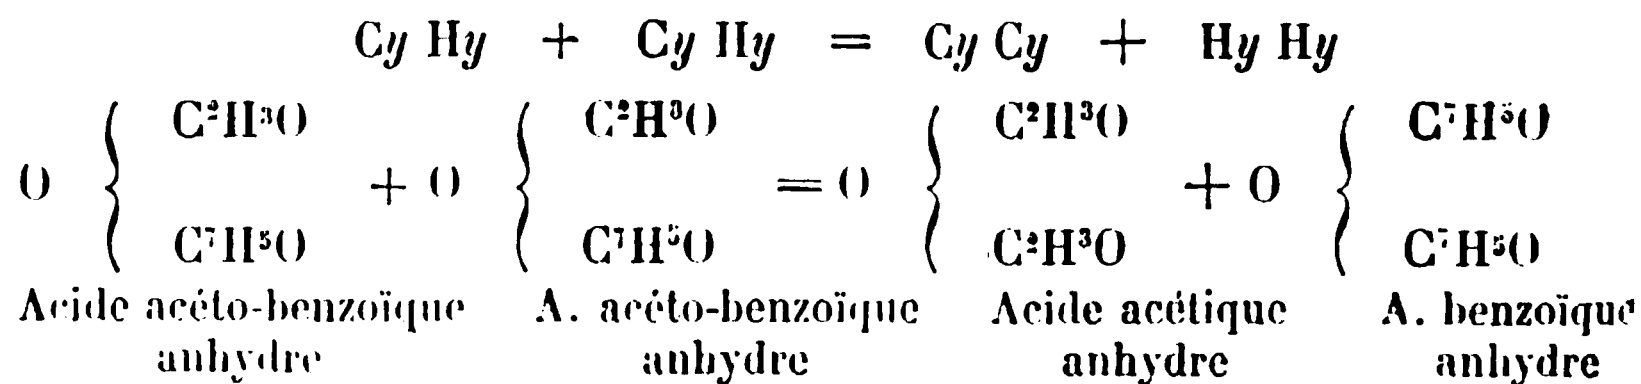 Cy Hy + Cy Hy = Cy Cy + Hy Hy
C²H³O C²H³O C²H³O C⁷H⁵O
O { + O { = O { + O {
C⁷H⁵O C⁷H⁵O C²H³O C⁷H⁵O
Acide acéto-benzoïque A. acéto-benzoïque Acide acétique A. benzoïque
anhydre anhydre anhydre anhydre